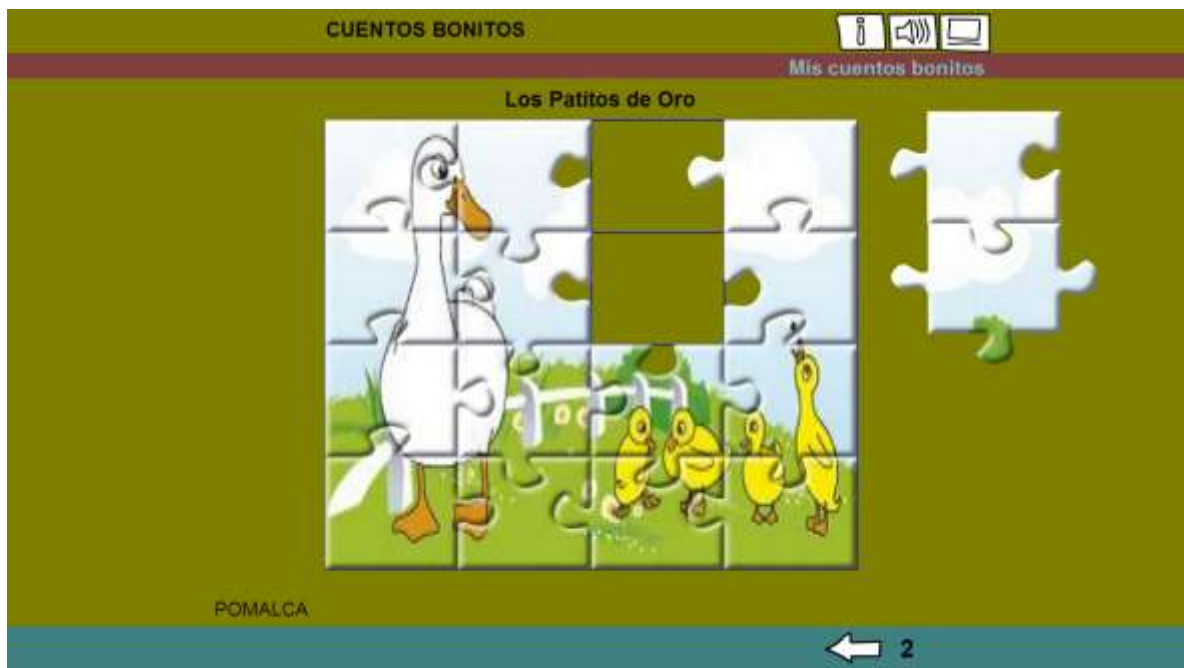 CUENTOS BONITOS
Mis cuentos bonitos
Los Patitos de Oro
POMALCA
2